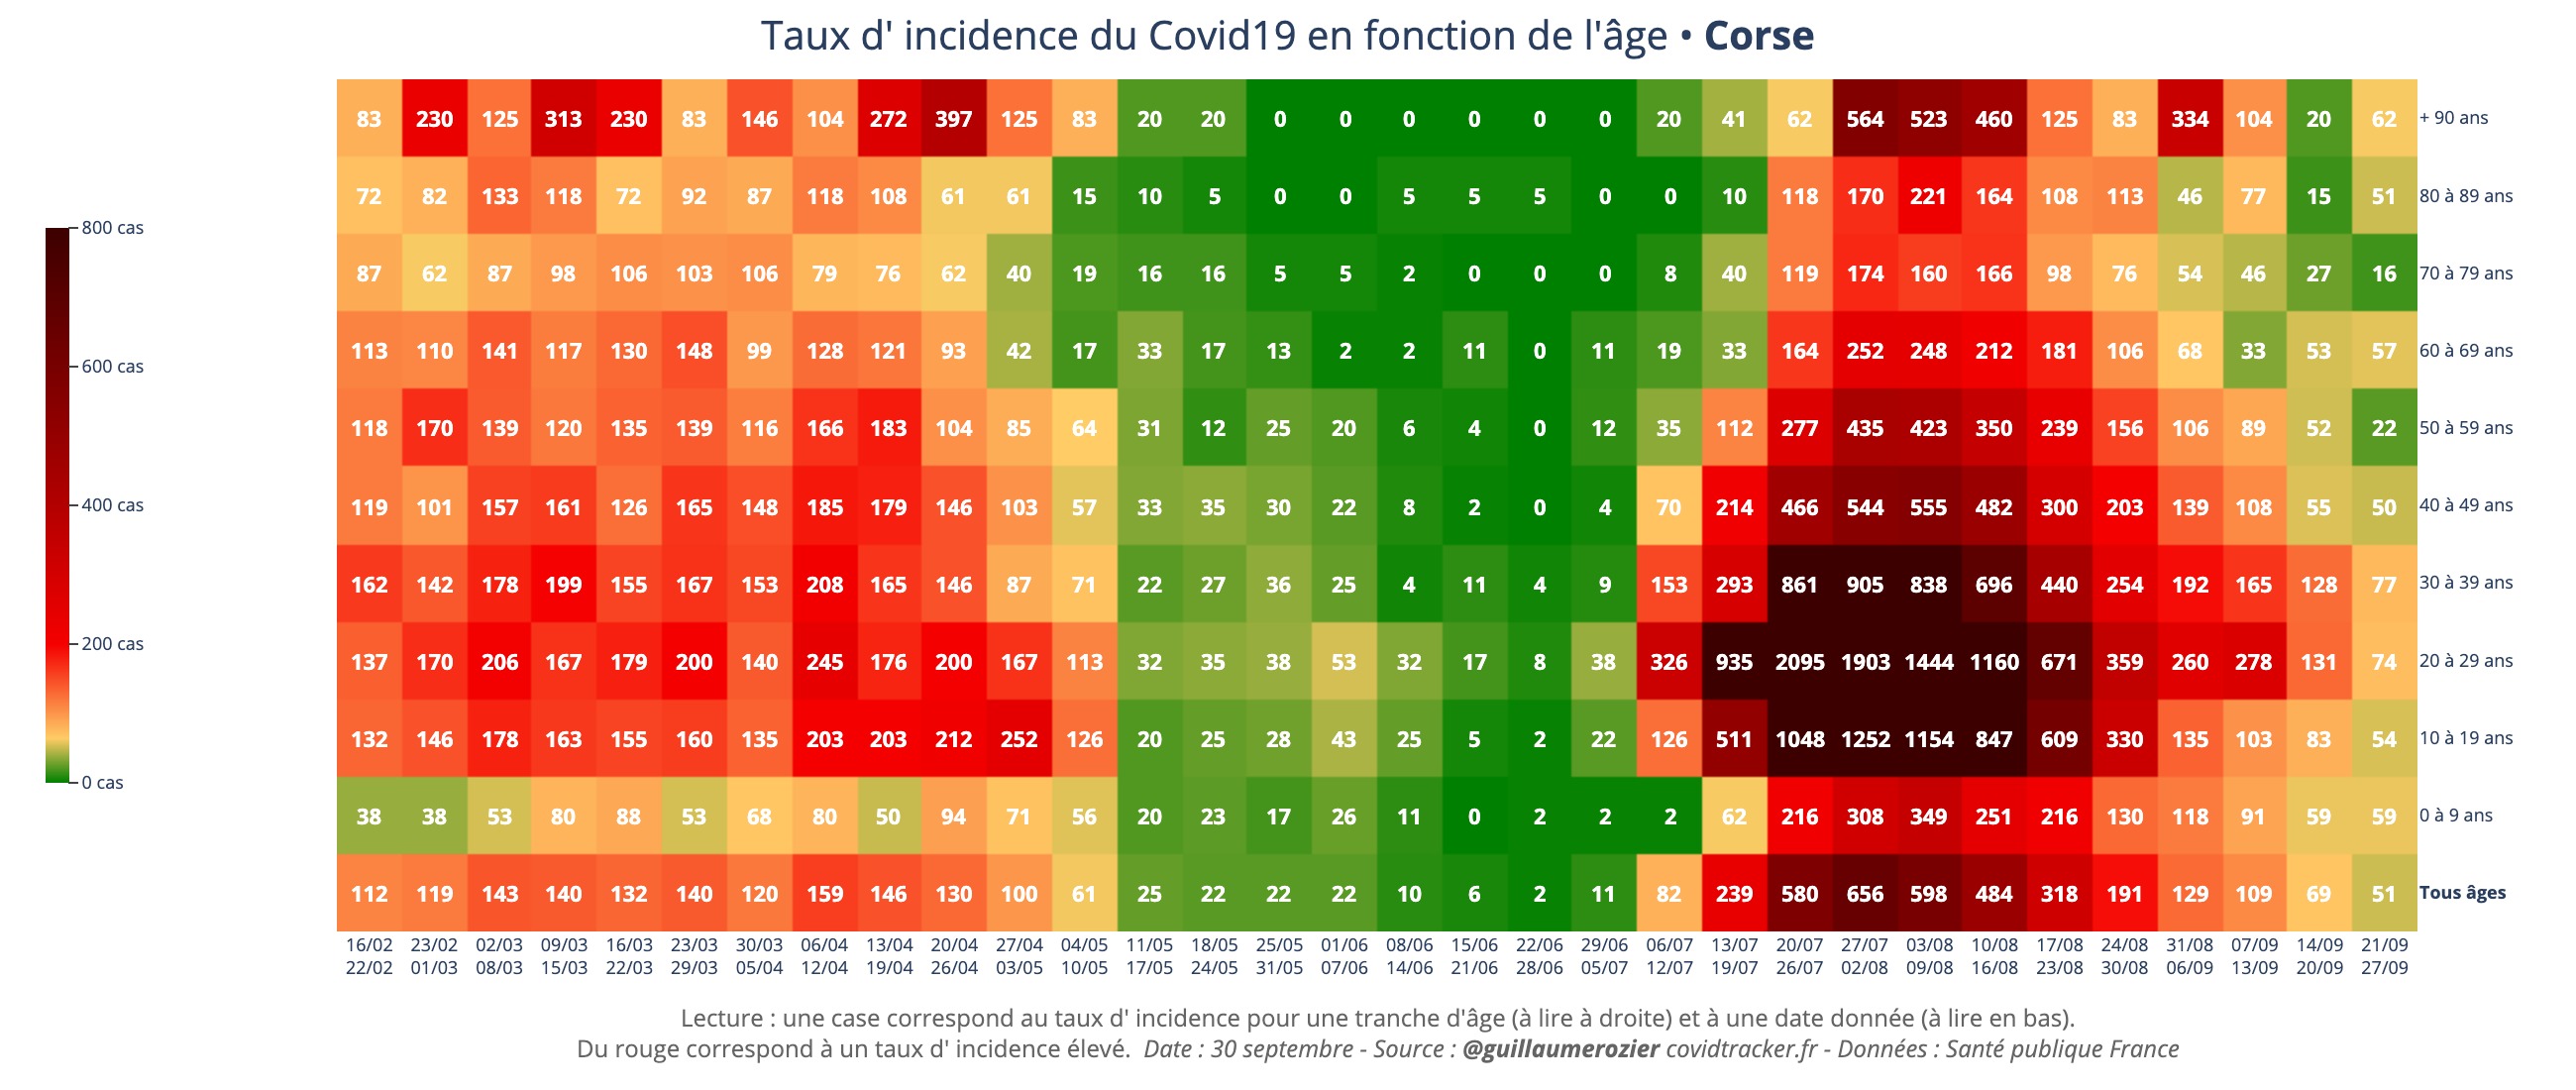 Taux d' incidence du Covid19 en fonction de l'âge • Corse
83 230 125 313 230 83 146 104 272 397 125 83 20 20 0 0 0 0 0 0 20 41 62 564 523 460 125 83 334 104 20 62 + 90 ans
72 82 133 118 72 92 87 118 108 61 61 15 10 5 0 0 5 5 5 0 0 10 118 170 221 164 108 113 46 77 15 51 80 à 89 ans
800 cas
87 62 87 98 106 103 106 79 76 62 40 19 16 16 5 5 2 0 0 0 8 40 119 174 160 166 98 76 54 46 27 16 70 à 79 ans
113 110 141 117 130 148 99 128 121 93 42 17 33 17 13 2 2 11 0 11 19 33 164 252 248 212 181 106 68 33 53 57 60 à 69 ans
600 cas
118 170 139 120 135 139 116 166 183 104 85 64 31 12 25 20 6 4 0 12 35 112 277 435 423 350 239 156 106 89 52 22 50 à 59 ans
400 cas
119 101 157 161 126 165 148 185 179 146 103 57 33 35 30 22 8 2 0 4 70 214 466 544 555 482 300 203 139 108 55 50 40 à 49 ans
162 142 178 199 155 167 153 208 165 146 87 71 22 27 36 25 4 11 4 9 153 293 861 905 838 696 440 254 192 165 128 77 30 à 39 ans
200 cas
137 170 206 167 179 200 140 245 176 200 167 113 32 35 38 53 32 17 8 38 326 935 2095 1903 1444 1160 671 359 260 278 131 74 20 à 29 ans
132 146 178 163 155 160 135 203 203 212 252 126 20 25 28 43 25 5 2 22 126 511 1048 1252 1154 847 609 330 135 103 83 54 10 à 19 ans
0 cas
38 38 53 80 88 53 68 80 50 94 71 56 20 23 17 26 11 0 2 2 2 62 216 308 349 251 216 130 118 91 59 59 0 à 9 ans
112 119 143 140 132 140 120 159 146 130 100 61 25 22 22 22 10 6 2 11 82 239 580 656 598 484 318 191 129 109 69 51 Tous âges
16/02 23/02 02/03 09/03 16/03 23/03 30/03 06/04 13/04 20/04 27/04 04/05 11/05 18/05 25/05 01/06 08/06 15/06 22/06 29/06 06/07 13/07 20/07 27/07 03/08 10/08 17/08 24/08 31/08 07/09 14/09 21/09
22/02 01/03 08/03 15/03 22/03 29/03 05/04 12/04 19/04 26/04 03/05 10/05 17/05 24/05 31/05 07/06 14/06 21/06 28/06 05/07 12/07 19/07 26/07 02/08 09/08 16/08 23/08 30/08 06/09 13/09 20/09 27/09
Lecture : une case correspond au taux d' incidence pour une tranche d'âge (à lire à droite) et à une date donnée (à lire en bas).
Du rouge correspond à un taux d' incidence élevé. Date : 30 septembre - Source : @guillaumerozier covidtracker.fr - Données : Santé publique France